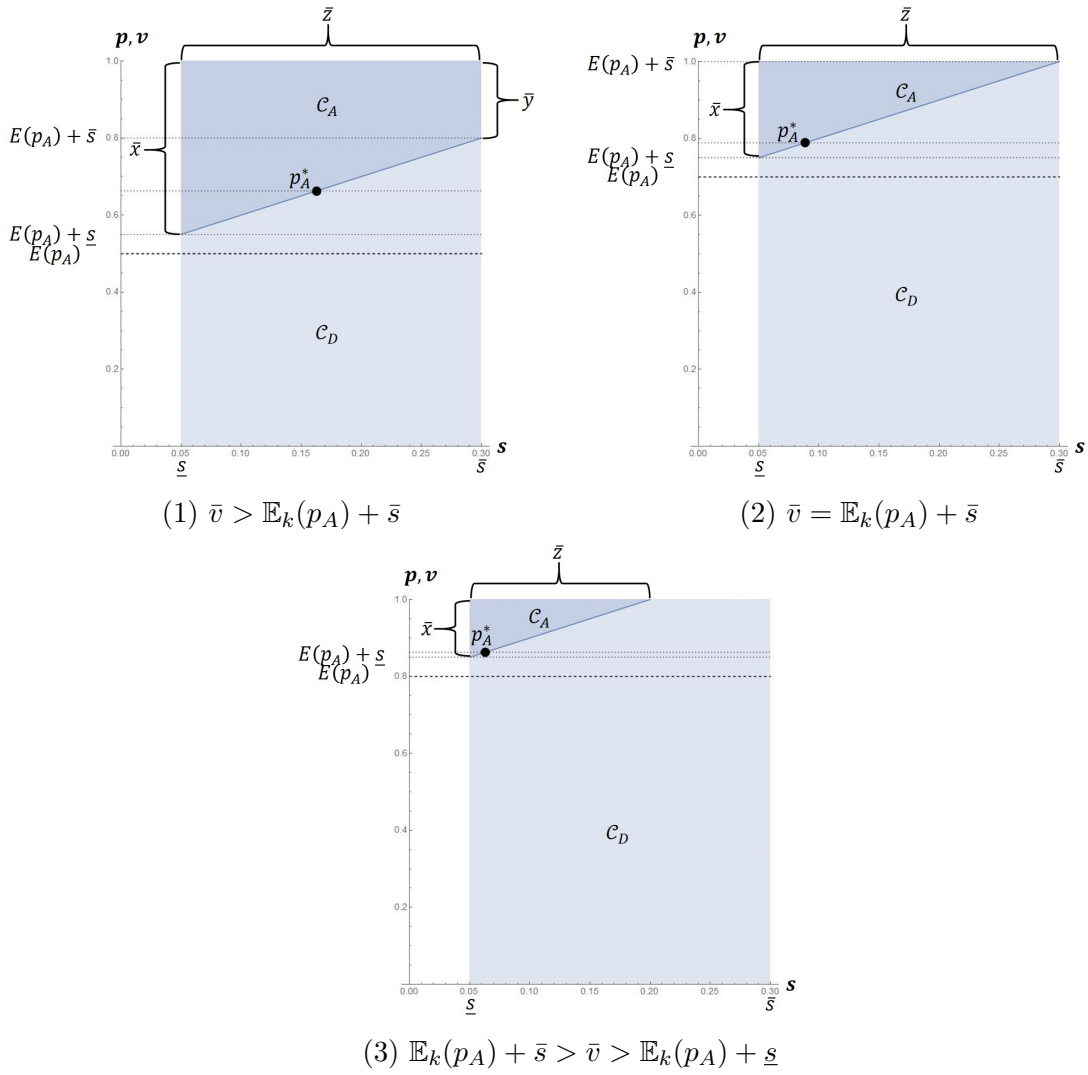 z̄
p, v
1.0
E(p_A) + s̄
0.8
x̄
𝒞_A
ȳ
p_A^*
0.6
E(p_A) + s̲
E(p_A)
0.4
𝒞_D
0.2
0.00 0.05 0.10 0.15 0.20 0.25 0.30 s
s̲ s̄
(1) v̄ > 𝔼_k(p_A) + s̄
z̄
p, v
E(p_A) + s̄
1.0
x̄
𝒞_A
p_A^*
0.8
E(p_A) + s̲
E(p_A)
0.6
0.4
𝒞_D
0.2
0.00 0.05 0.10 0.15 0.20 0.25 0.30 s
s̲ s̄
(2) v̄ = 𝔼_k(p_A) + s̄
z̄
p, v
1.0
x̄
𝒞_A
p_A^*
E(p_A) + s̲
E(p_A)
0.8
0.6
0.4
𝒞_D
0.2
0.00 0.05 0.10 0.15 0.20 0.25 0.30 s
s̲ s̄
(3) 𝔼_k(p_A) + s̄ > v̄ > 𝔼_k(p_A) + s̲